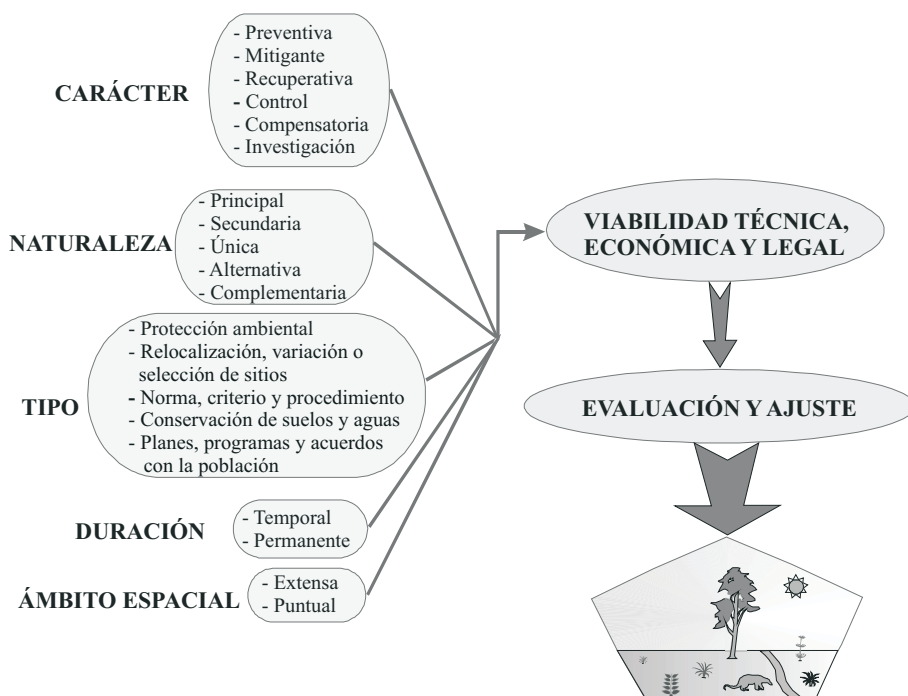 CARÁCTER
- Preventiva
- Mitigante
- Recuperativa
- Control
- Compensatoria
- Investigación
NATURALEZA
- Principal
- Secundaria
- Única
- Alternativa
- Complementaria
TIPO
- Protección ambiental
- Relocalización, variación o
selección de sitios
- Norma, criterio y procedimiento
- Conservación de suelos y aguas
- Planes, programas y acuerdos
con la población
DURACIÓN
- Temporal
- Permanente
ÁMBITO ESPACIAL
- Extensa
- Puntual
VIABILIDAD TÉCNICA,
ECONÓMICA Y LEGAL
EVALUACIÓN Y AJUSTE